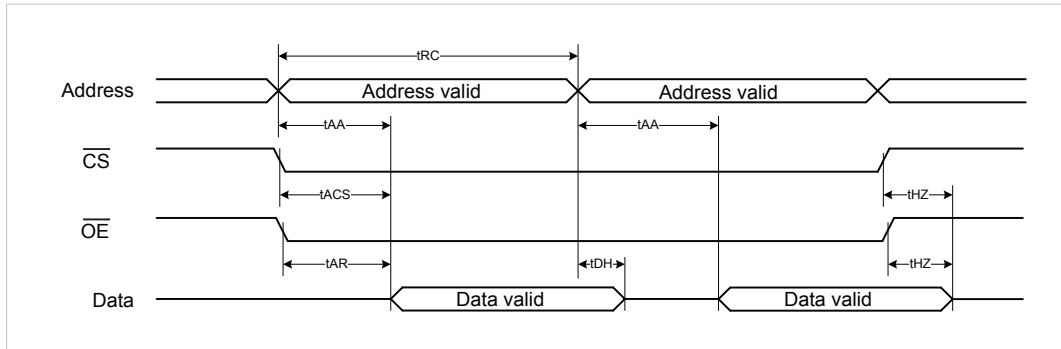 tRC
Address Address valid Address valid
tAA tAA
CS
tACS tHZ
OE
tAR tDH tHZ
Data Data valid Data valid